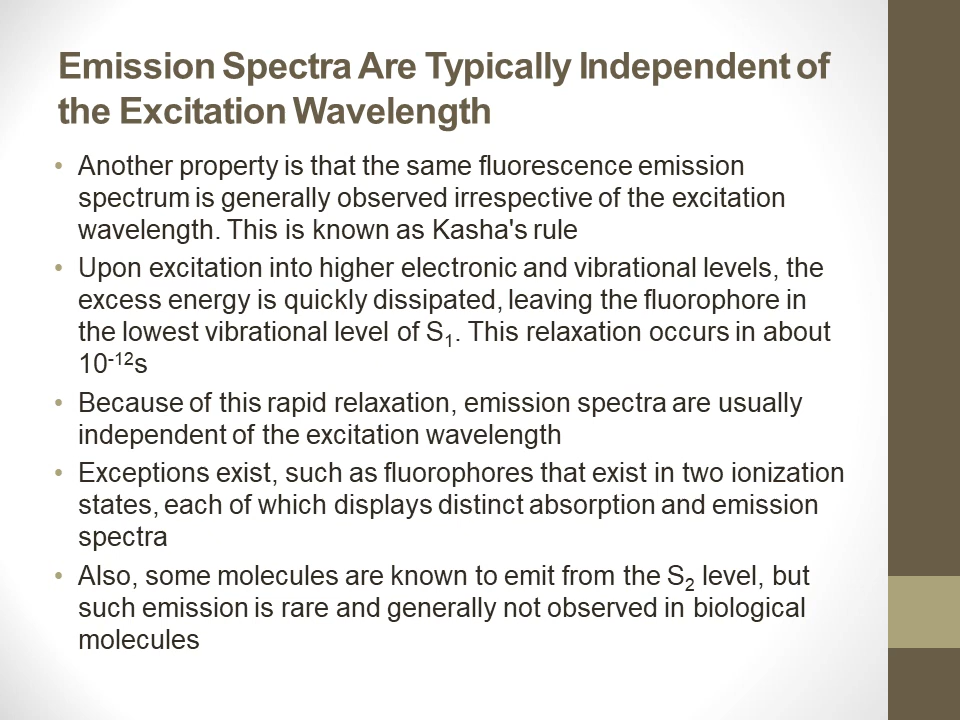 Emission Spectra Are Typically Independent of
the Excitation Wavelength
• Another property is that the same fluorescence emission
spectrum is generally observed irrespective of the excitation
wavelength. This is known as Kasha's rule
• Upon excitation into higher electronic and vibrational levels, the
excess energy is quickly dissipated, leaving the fluorophore in
the lowest vibrational level of S₁. This relaxation occurs in about
10⁻¹²s
• Because of this rapid relaxation, emission spectra are usually
independent of the excitation wavelength
• Exceptions exist, such as fluorophores that exist in two ionization
states, each of which displays distinct absorption and emission
spectra
• Also, some molecules are known to emit from the S₂ level, but
such emission is rare and generally not observed in biological
molecules